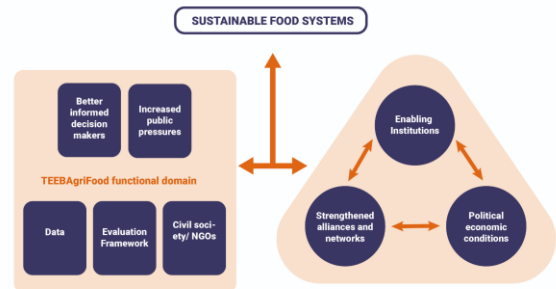 SUSTAINABLE FOOD SYSTEMS
Better
informed
decision
makers
Increased
public
pressures
TEEBAgriFood functional domain
Data
Evaluation
Framework
Civil soci-
ety/ NGOs
Enabling
Institutions
Strengthened
alliances and
networks
Political
economic
conditions